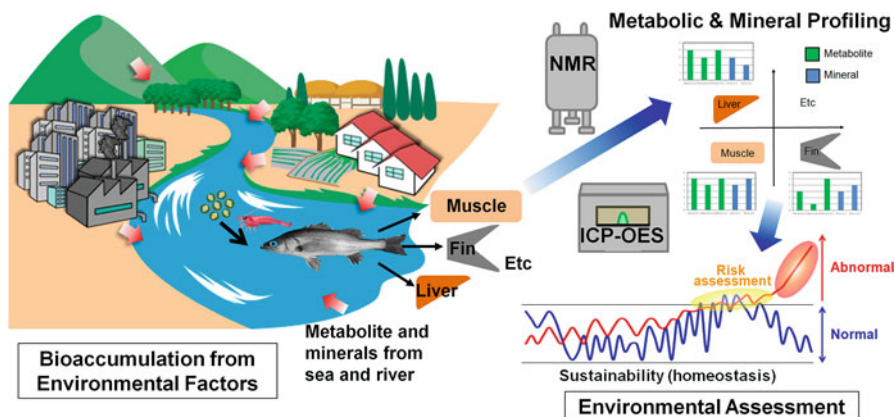 Metabolic & Mineral Profiling
NMR
Metabolite
Mineral
Liver
Etc
Muscle
Fin
ICP-OES
Muscle
Fin
Etc
Liver
Metabolite and
minerals from
sea and river
Bioaccumulation from
Environmental Factors
Risk
assessment
Abnormal
Normal
Sustainability (homeostasis)
Environmental Assessment